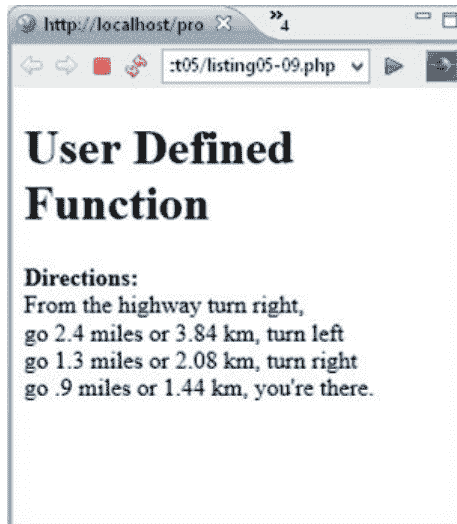 http://localhost/pro
4
:t05/listing05-09.php
User Defined
Function
Directions:
From the highway turn right,
go 2.4 miles or 3.84 km, turn left
go 1.3 miles or 2.08 km, turn right
go .9 miles or 1.44 km, you're there.